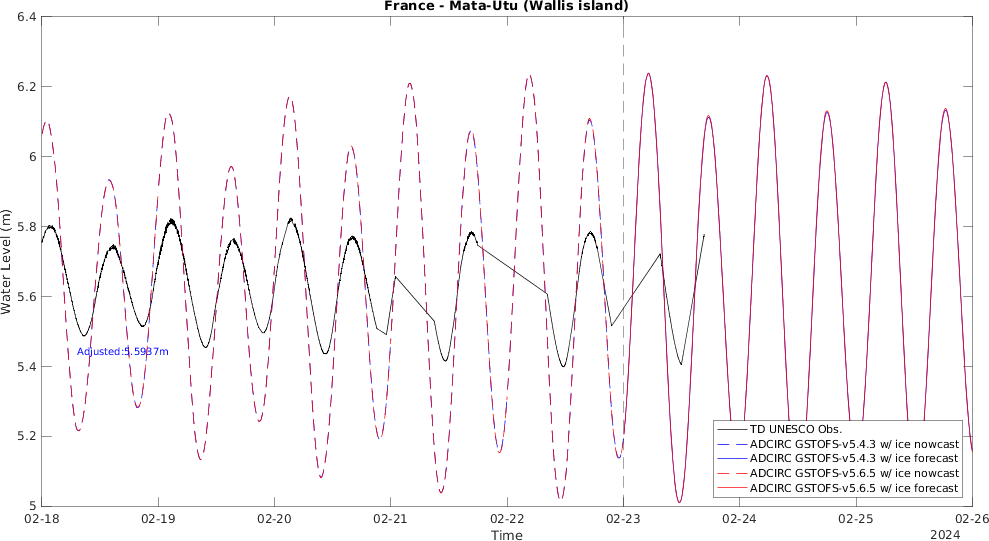 France - Mata-Utu (Wallis island)
6.4
6.2
6
5.8
5.6
5.4
5.2
5
Water Level (m)
Adjusted:5.5937m
TD UNESCO Obs.
ADCIRC GSTOFS-v5.4.3 w/ ice nowcast
ADCIRC GSTOFS-v5.4.3 w/ ice forecast
ADCIRC GSTOFS-v5.6.5 w/ ice nowcast
ADCIRC GSTOFS-v5.6.5 w/ ice forecast
02-18 02-19 02-20 02-21 02-22 02-23 02-24 02-25 02-26
Time
2024